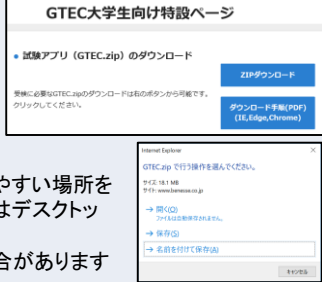 GTEC大学生向け特設ページ
• 試験アプリ（GTEC.zip）のダウンロード
ZIPダウンロード
受検に必要なGTEC.zipのダウンロードは右のボタンから可能です。
クリックしてください。
ダウンロード手順(PDF)
(IE,Edge,Chrome)
やすい場所を
はデスクトッ
合があります
Internet Explorer
GTEC.zip で行う操作を選んでください。
サイズ: 18.1 MB
サイト: www.benesse.co.jp
→ 開く(O)
ファイルは自動保存されません。
→ 保存(S)
→ 名前を付けて保存(A)
キャンセル